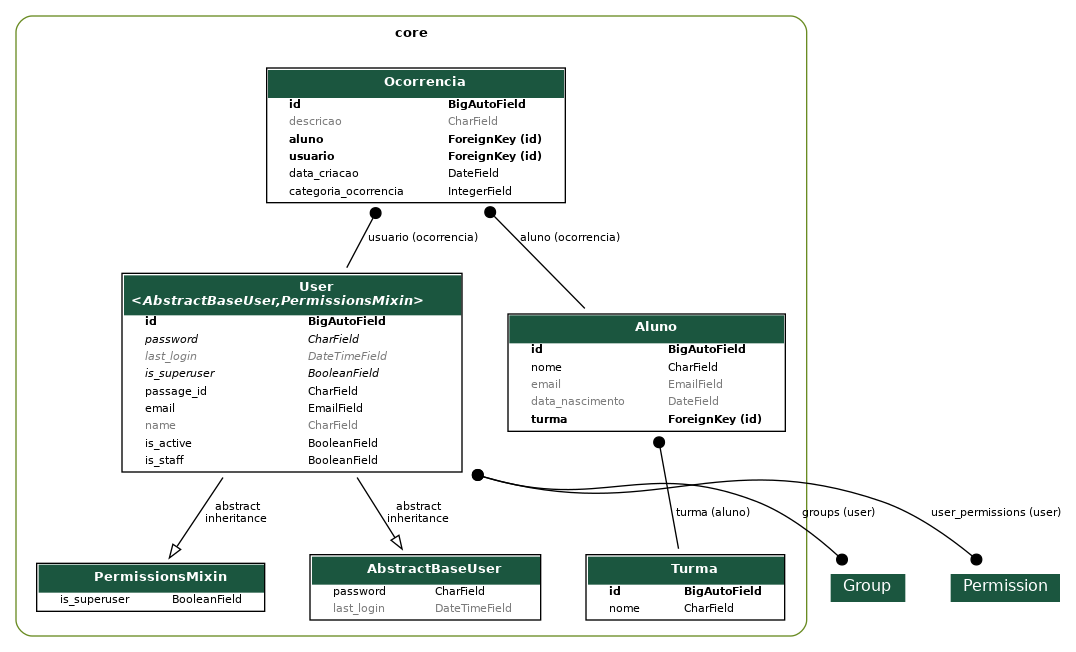 core
Ocorrencia
id BigAutoField
descricao CharField
aluno ForeignKey (id)
usuario ForeignKey (id)
data_criacao DateField
categoria_ocorrencia IntegerField
usuario (ocorrencia)
aluno (ocorrencia)
User
<AbstractBaseUser,PermissionsMixin>
id BigAutoField
password CharField
last_login DateTimeField
is_superuser BooleanField
passage_id CharField
email EmailField
name CharField
is_active BooleanField
is_staff BooleanField
Aluno
id BigAutoField
nome CharField
email EmailField
data_nascimento DateField
turma ForeignKey (id)
abstract
inheritance
abstract
inheritance
turma (aluno)
groups (user)
user_permissions (user)
PermissionsMixin
is_superuser BooleanField
AbstractBaseUser
password CharField
last_login DateTimeField
Turma
id BigAutoField
nome CharField
Group
Permission